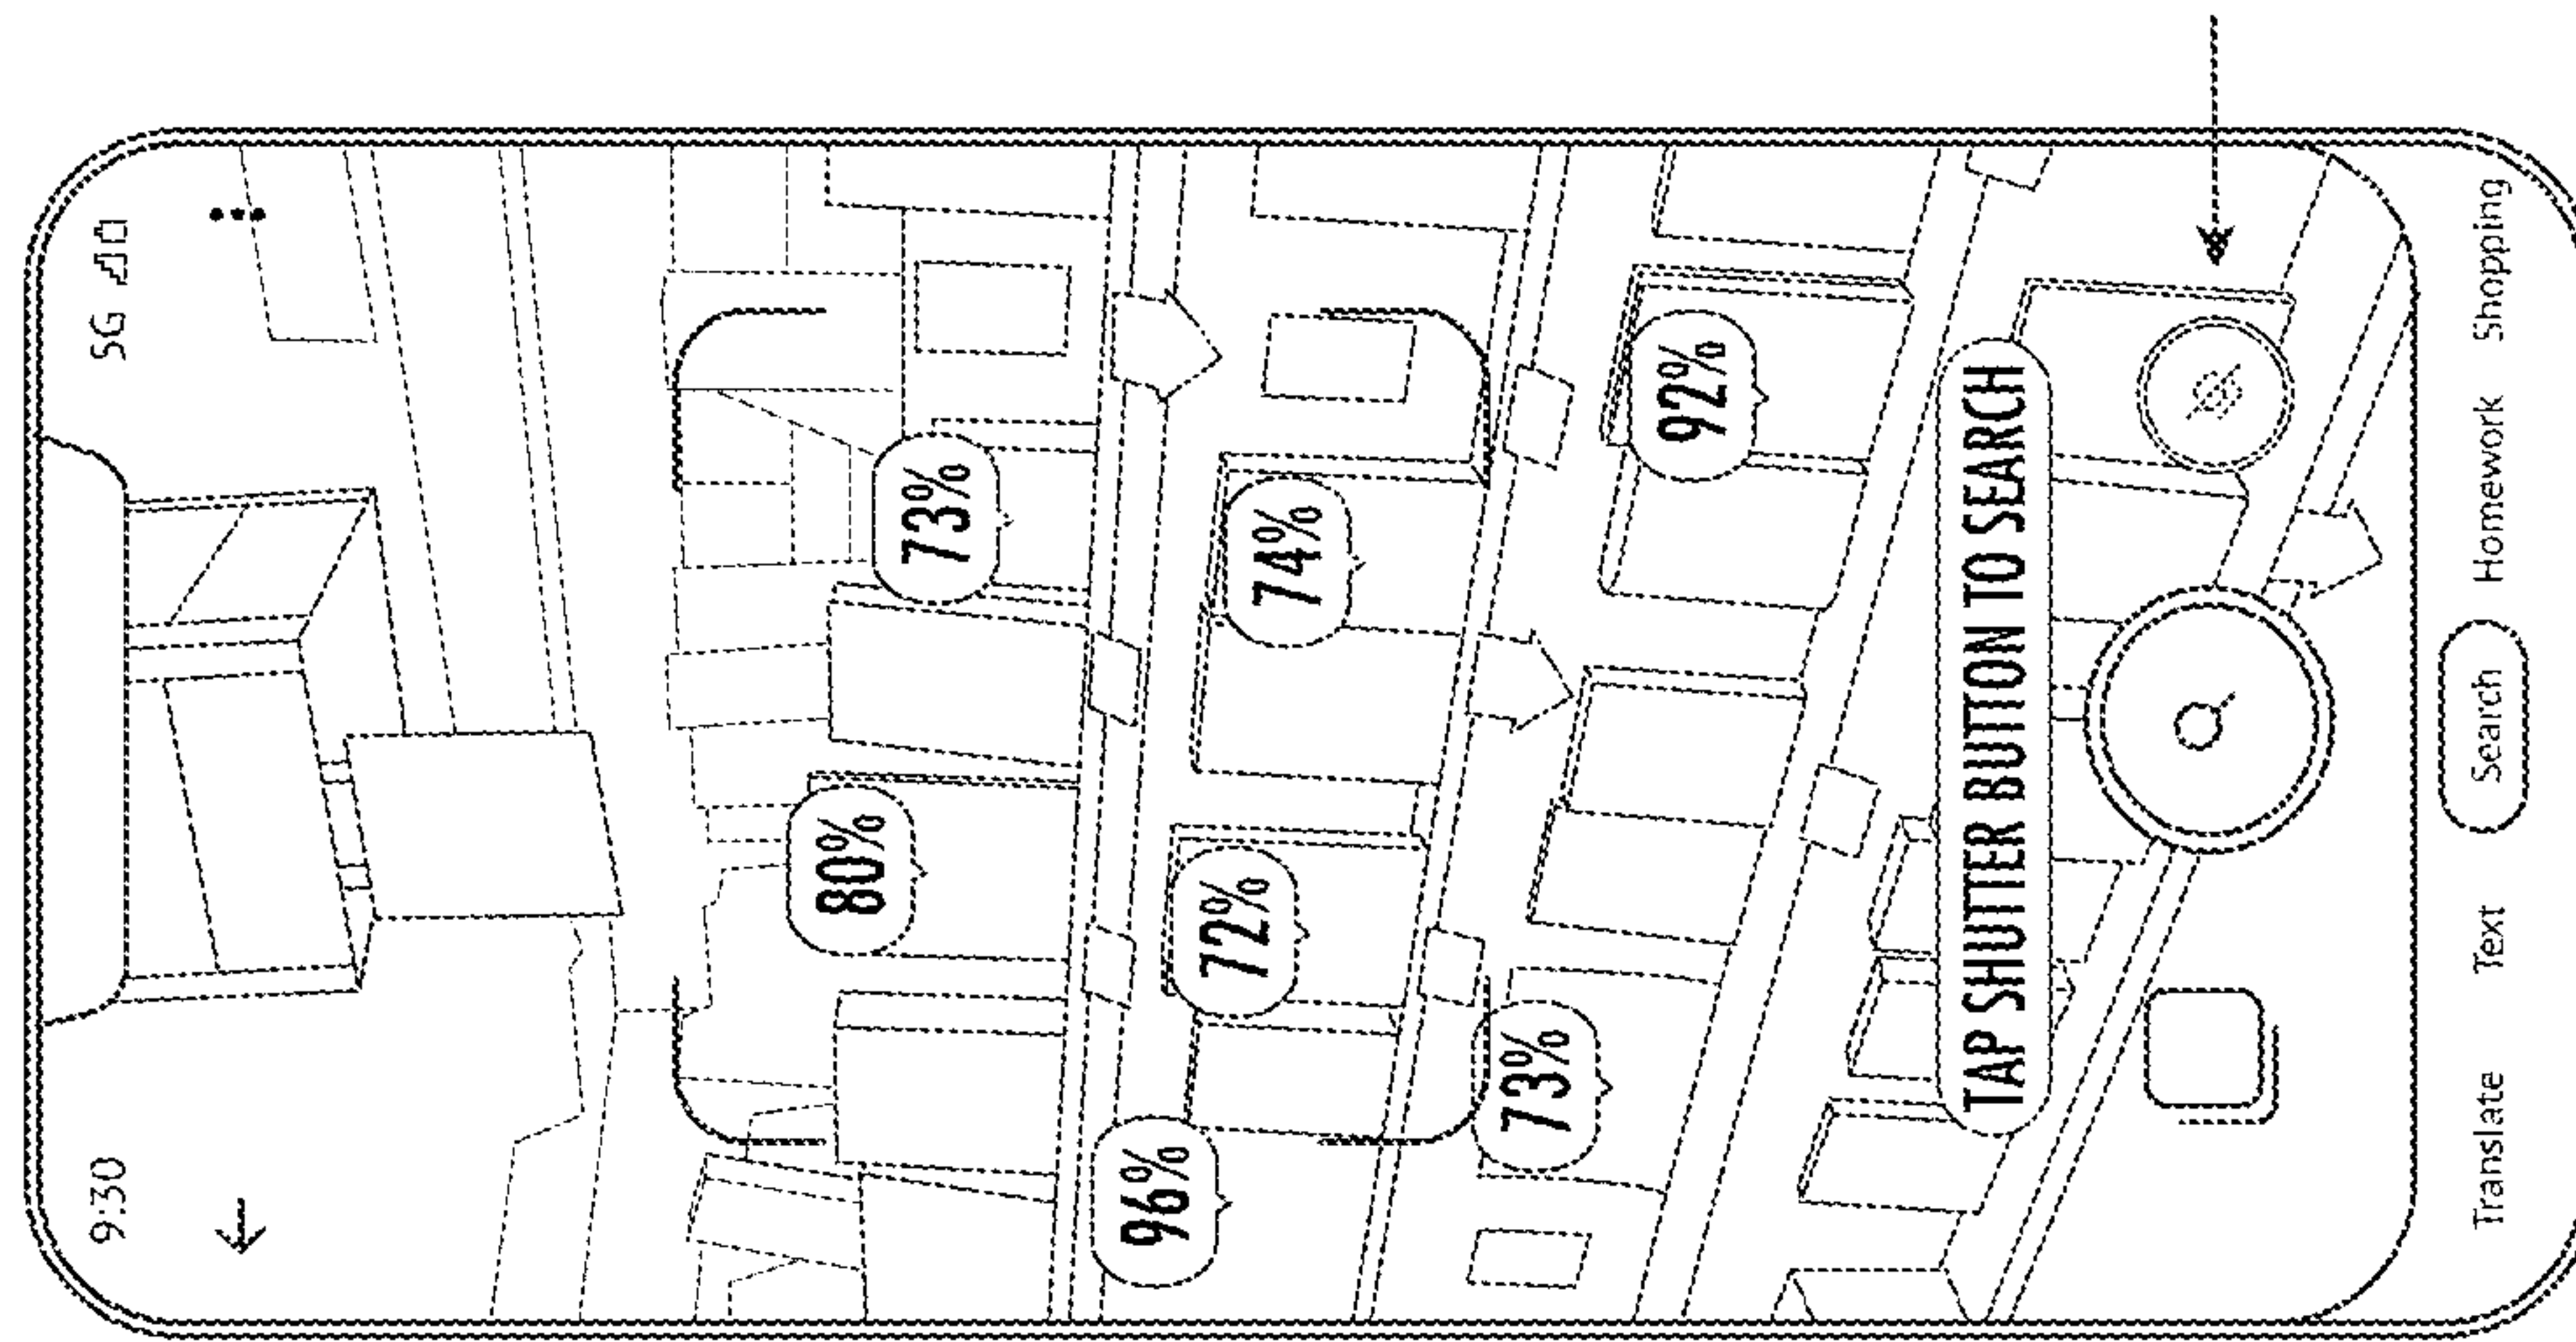 9:30 5G
80%
73%
96%
72%
74%
73%
92%
TAP SHUTTER BUTTON TO SEARCH
Translate Text Search Homework Shopping